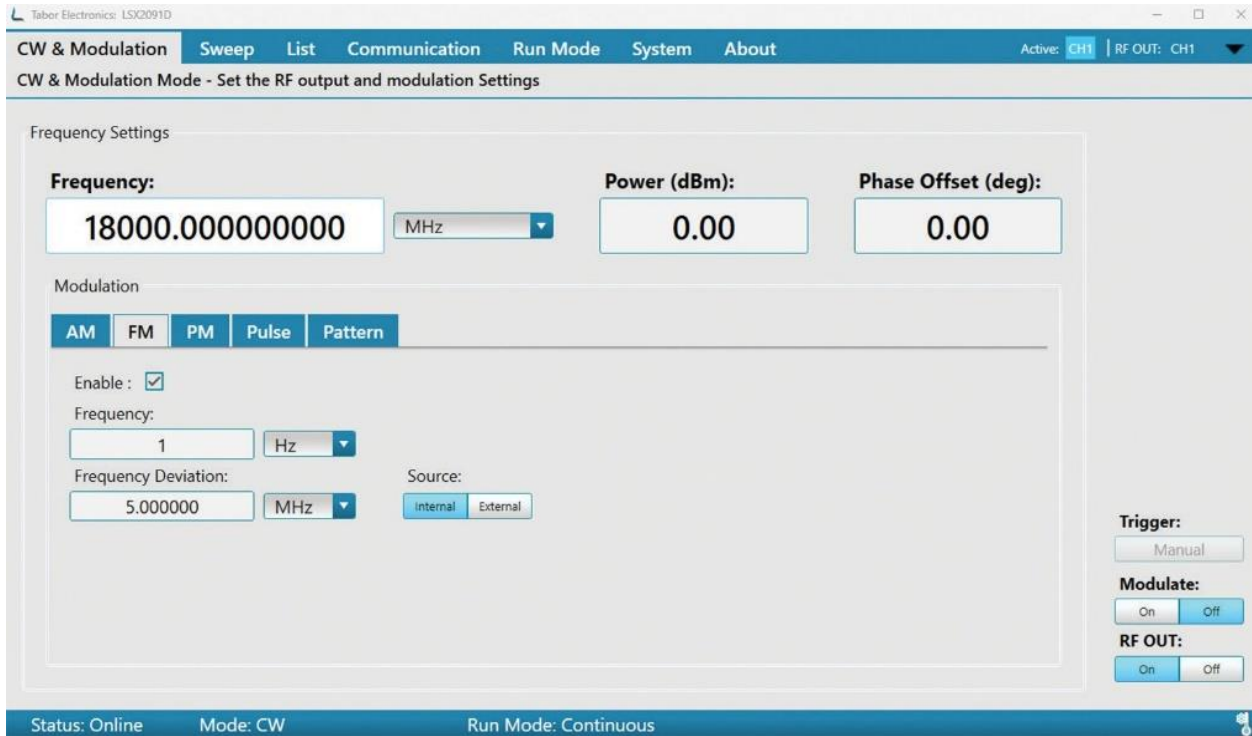 Tabor Electronics: LSX2091D
CW & Modulation Sweep List Communication Run Mode System About Active: CH1 | RF OUT: CH1
CW & Modulation Mode - Set the RF output and modulation Settings
Frequency Settings
Frequency: Power (dBm): Phase Offset (deg):
18000.000000000 MHz 0.00 0.00
Modulation
AM FM PM Pulse Pattern
Enable :
Frequency:
1 Hz
Frequency Deviation: Source:
5.000000 MHz Internal External
Trigger:
Manual
Modulate:
On Off
RF OUT:
On Off
Status: Online Mode: CW Run Mode: Continuous